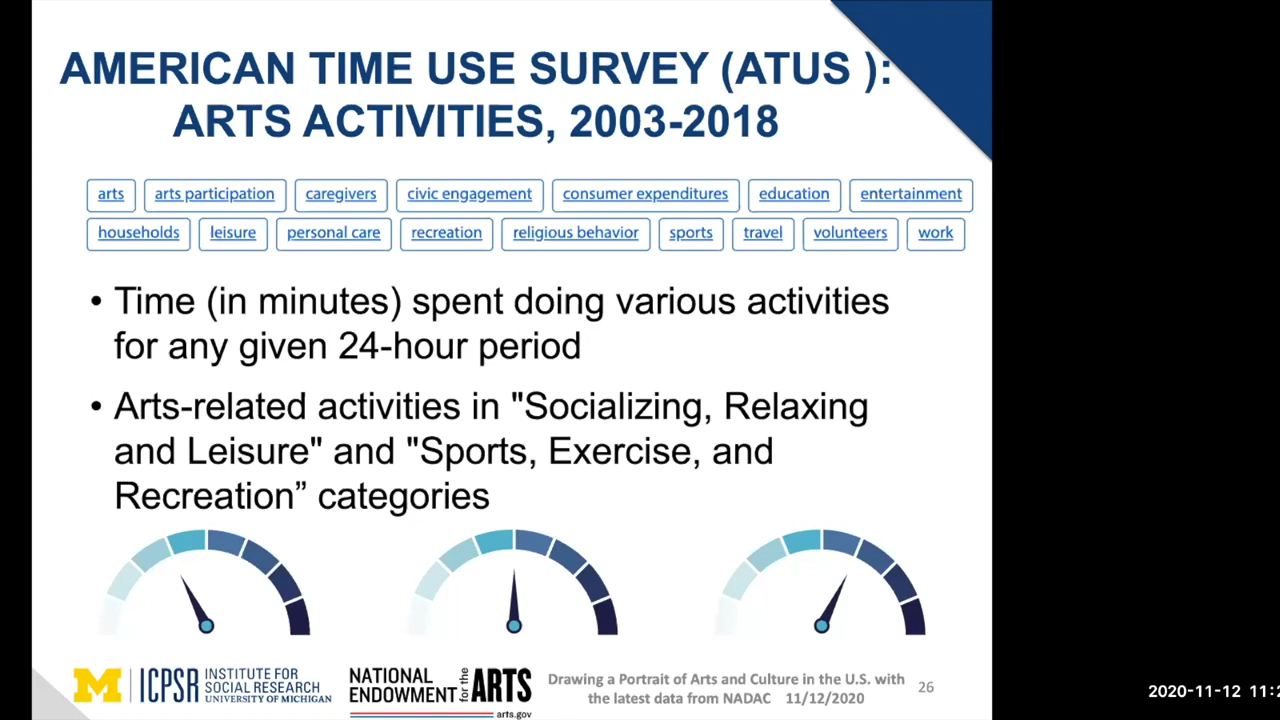 AMERICAN TIME USE SURVEY (ATUS ):
ARTS ACTIVITIES, 2003-2018
arts arts participation caregivers civic engagement consumer expenditures education entertainment
households leisure personal care recreation religious behavior sports travel volunteers work
• Time (in minutes) spent doing various activities
for any given 24-hour period
• Arts-related activities in "Socializing, Relaxing
and Leisure" and "Sports, Exercise, and
Recreation” categories
M ICPSR INSTITUTE FOR
SOCIAL RESEARCH
UNIVERSITY OF MICHIGAN
NATIONAL
ENDOWMENT for the ARTS
arts.gov
Drawing a Portrait of Arts and Culture in the U.S. with
the latest data from NADAC 11/12/2020
26
2020-11-12 11:2